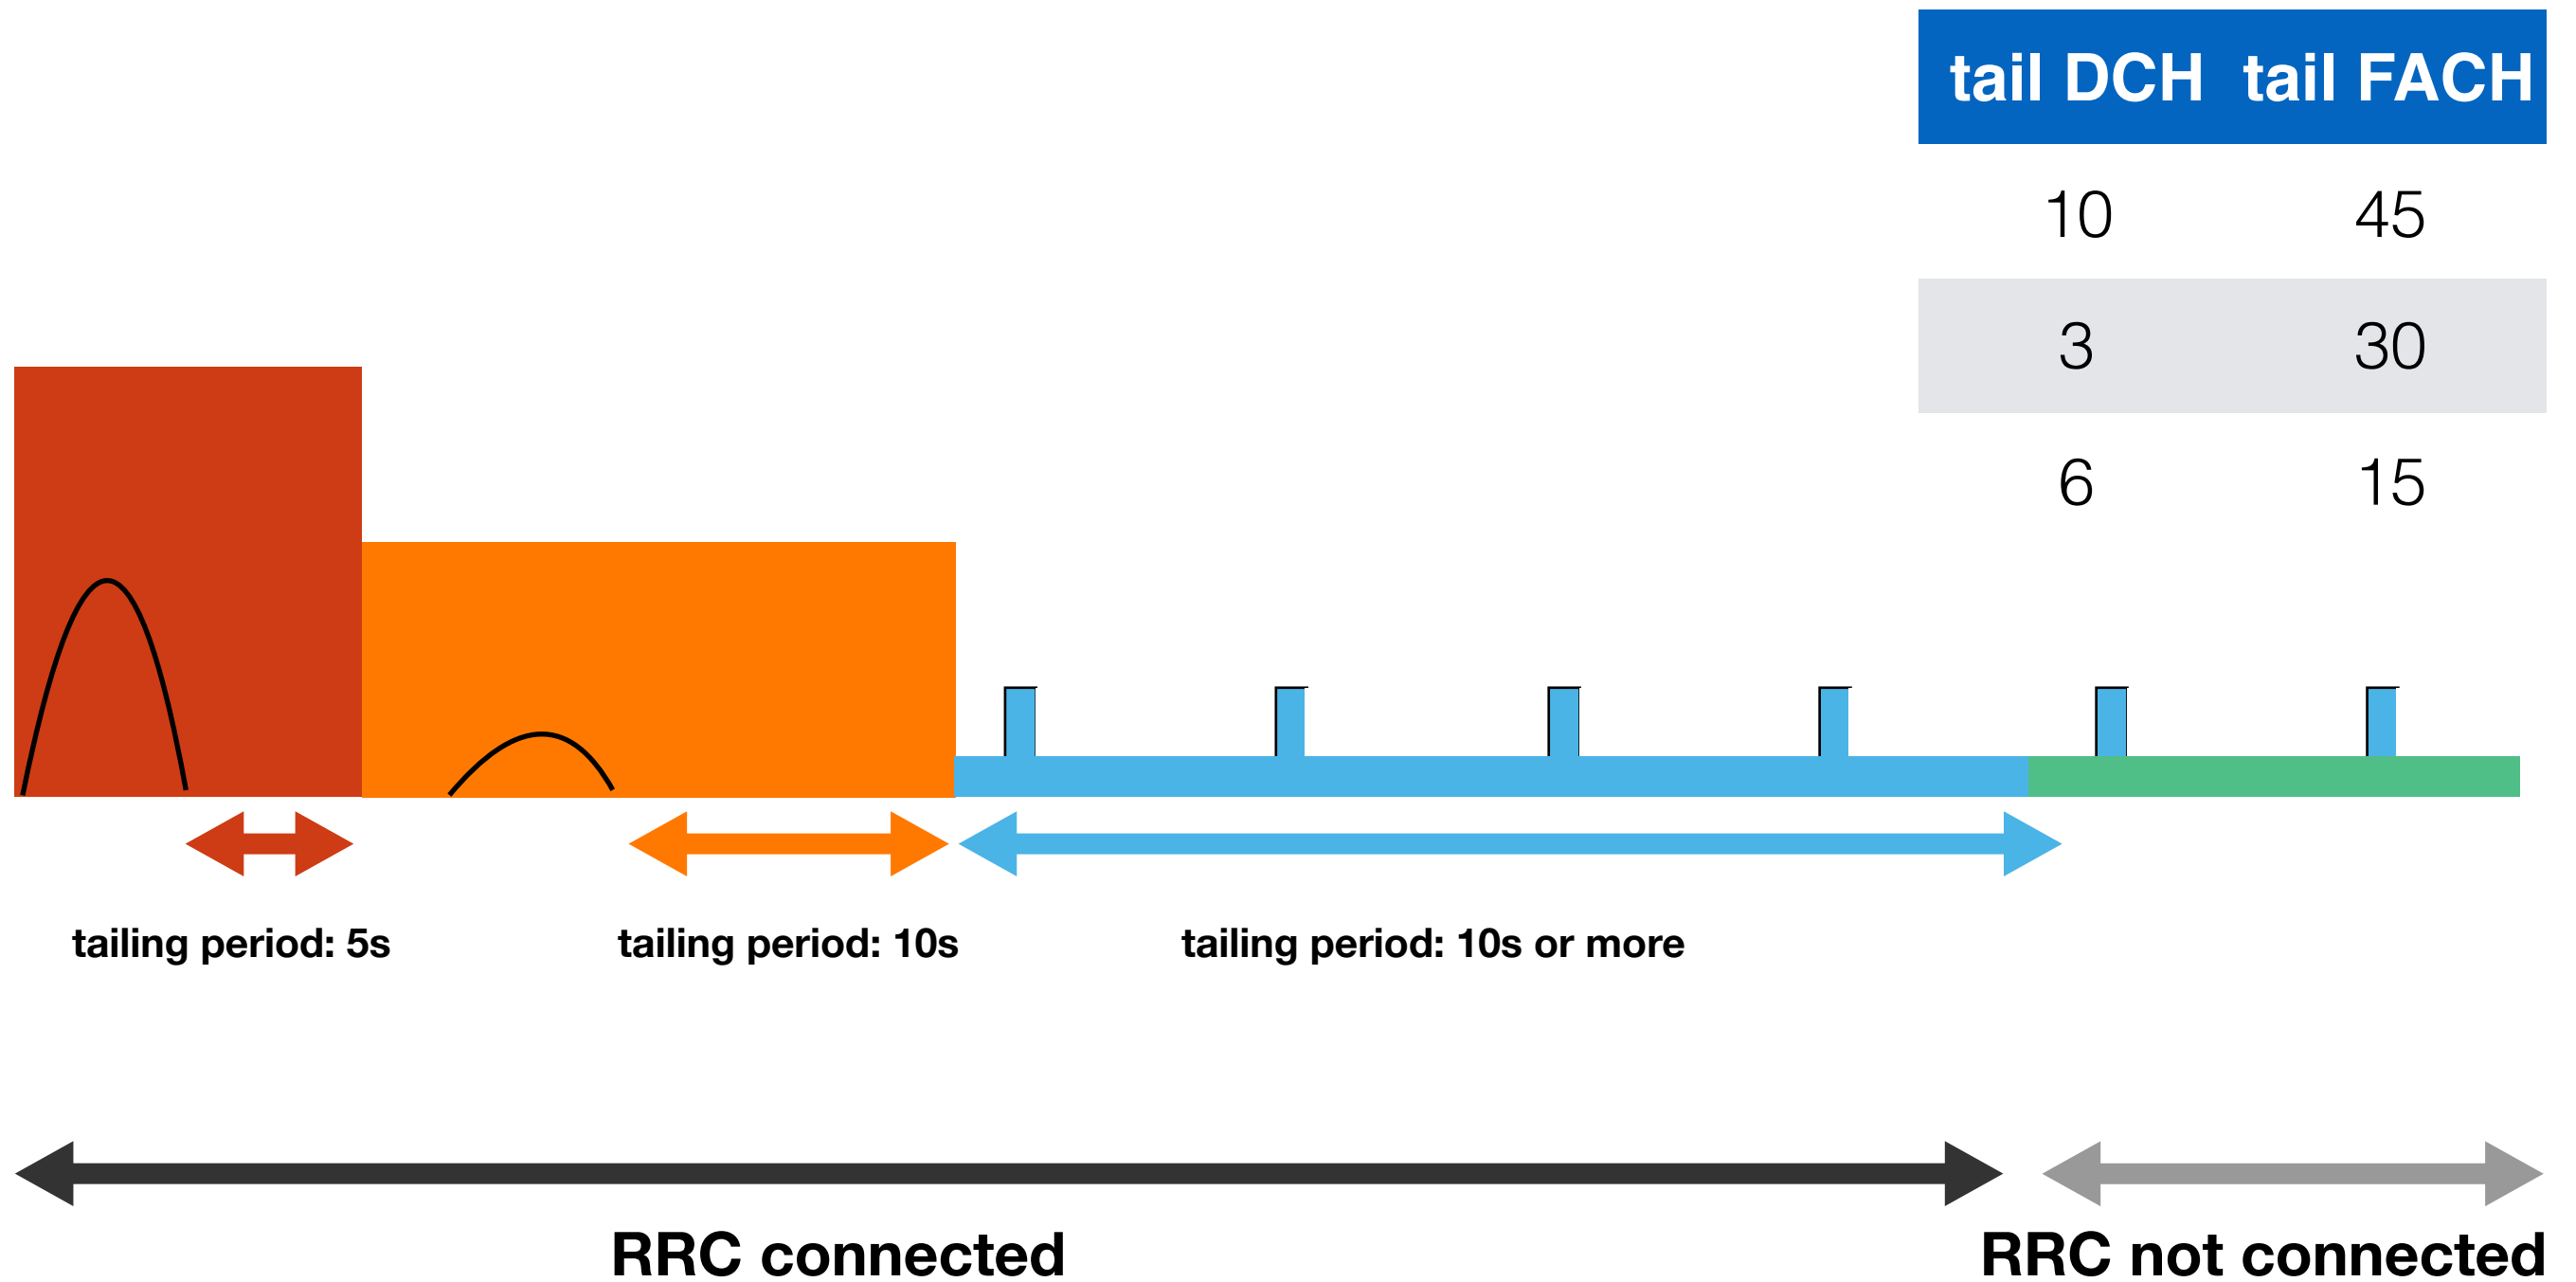 tail DCH tail FACH
10 45
3 30
6 15
tailing period: 5s
tailing period: 10s
tailing period: 10s or more
RRC connected
RRC not connected